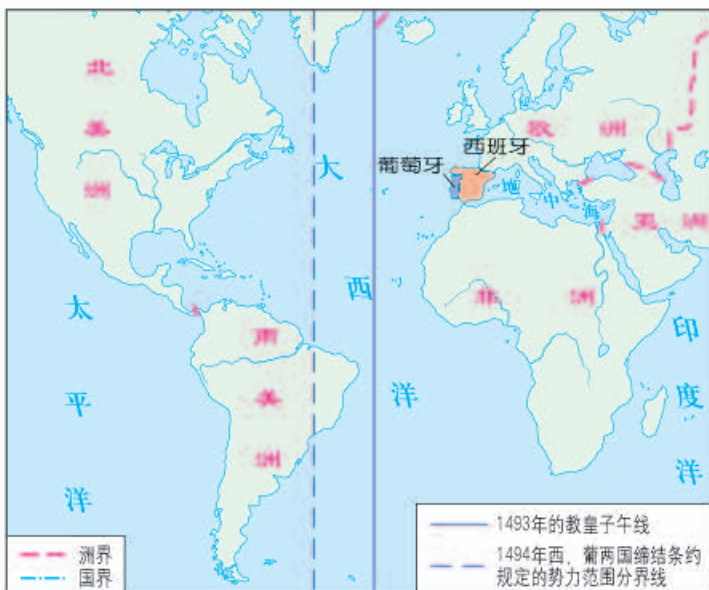 北美洲
大西洋
欧洲
西班牙
葡萄牙
地中海
亚洲
太平洋
非洲
印度洋
南美洲
1493年的教皇子午线
1494年西、葡两国缔结条约
规定的势力范围分界线
洲界
国界